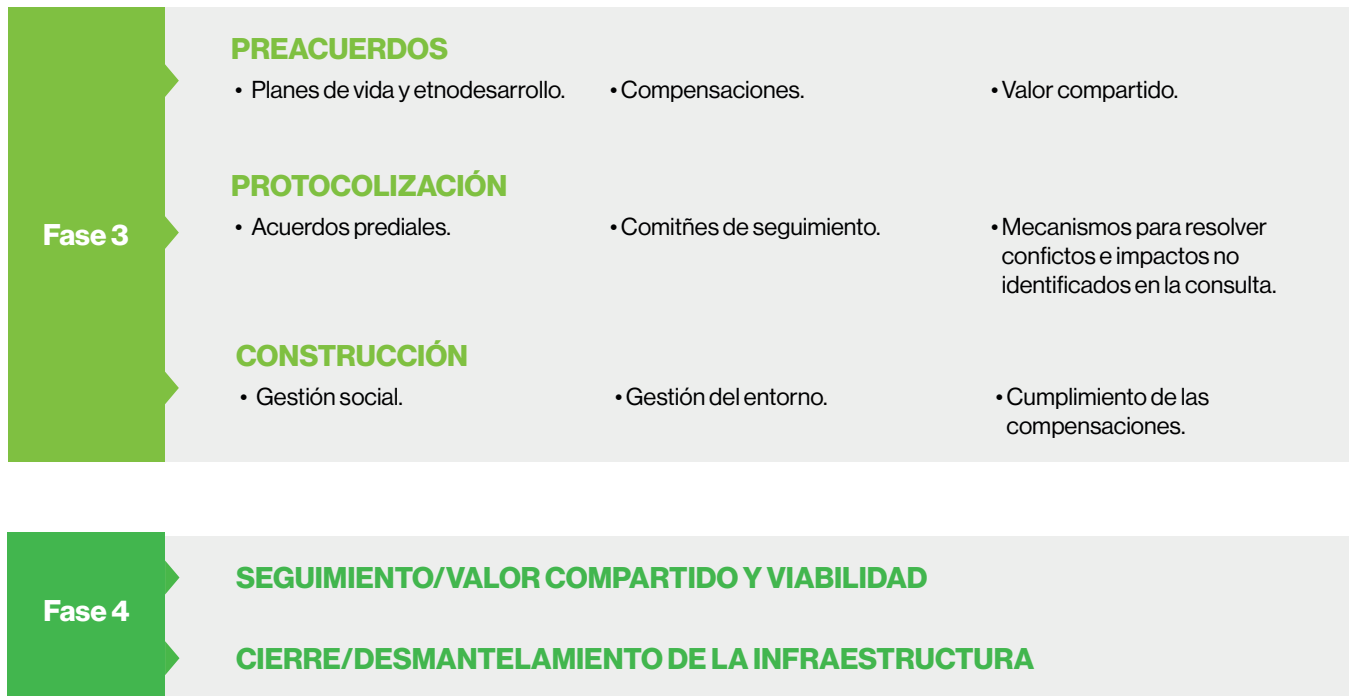 Fase 3
PREACUERDOS
• Planes de vida y etnodesarrollo.
• Compensaciones.
• Valor compartido.
PROTOCOLIZACIÓN
• Acuerdos prediales.
• Comitñes de seguimiento.
• Mecanismos para resolver
confictos e impactos no
identificados en la consulta.
CONSTRUCCIÓN
• Gestión social.
• Gestión del entorno.
• Cumplimiento de las
compensaciones.
Fase 4
SEGUIMIENTO/VALOR COMPARTIDO Y VIABILIDAD
CIERRE/DESMANTELAMIENTO DE LA INFRAESTRUCTURA